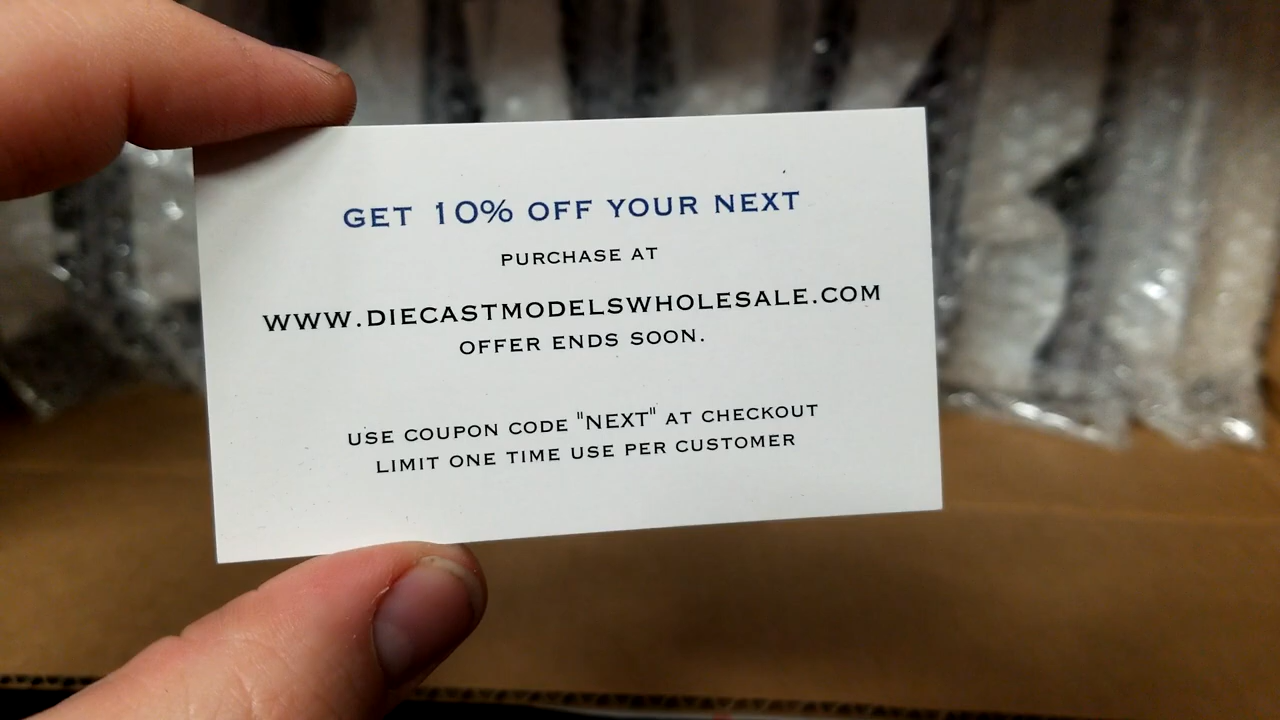 GET 10% OFF YOUR NEXT
PURCHASE AT
WWW.DIECASTMODELSWHOLESALE.COM
OFFER ENDS SOON.
USE COUPON CODE "NEXT" AT CHECKOUT
LIMIT ONE TIME USE PER CUSTOMER